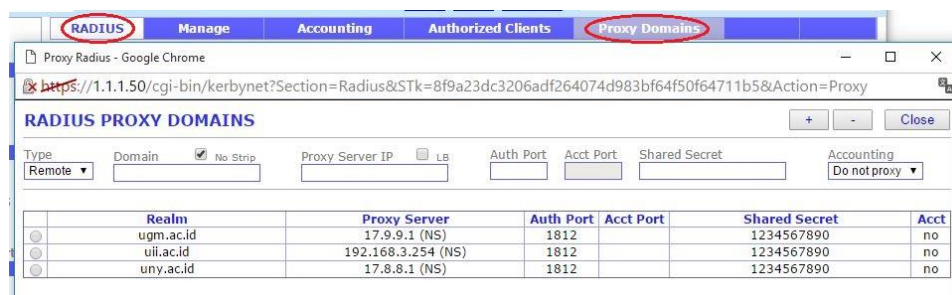 RADIUS Manage Accounting Authorized Clients Proxy Domains
Proxy Radius - Google Chrome
https://1.1.1.50/cgi-bin/kerbynet?Section=Radius&STk=8f9a23dc3206adf264074d983bf64f50f64711b5&Action=Proxy
RADIUS PROXY DOMAINS + - Close
Type Domain No Strip Proxy Server IP LB Auth Port Acct Port Shared Secret Accounting
Remote Do not proxy
Realm Proxy Server Auth Port Acct Port Shared Secret Acct
ugm.ac.id 17.9.9.1 (NS) 1812 1234567890 no
uii.ac.id 192.168.3.254 (NS) 1812 1234567890 no
uny.ac.id 17.8.8.1 (NS) 1812 1234567890 no